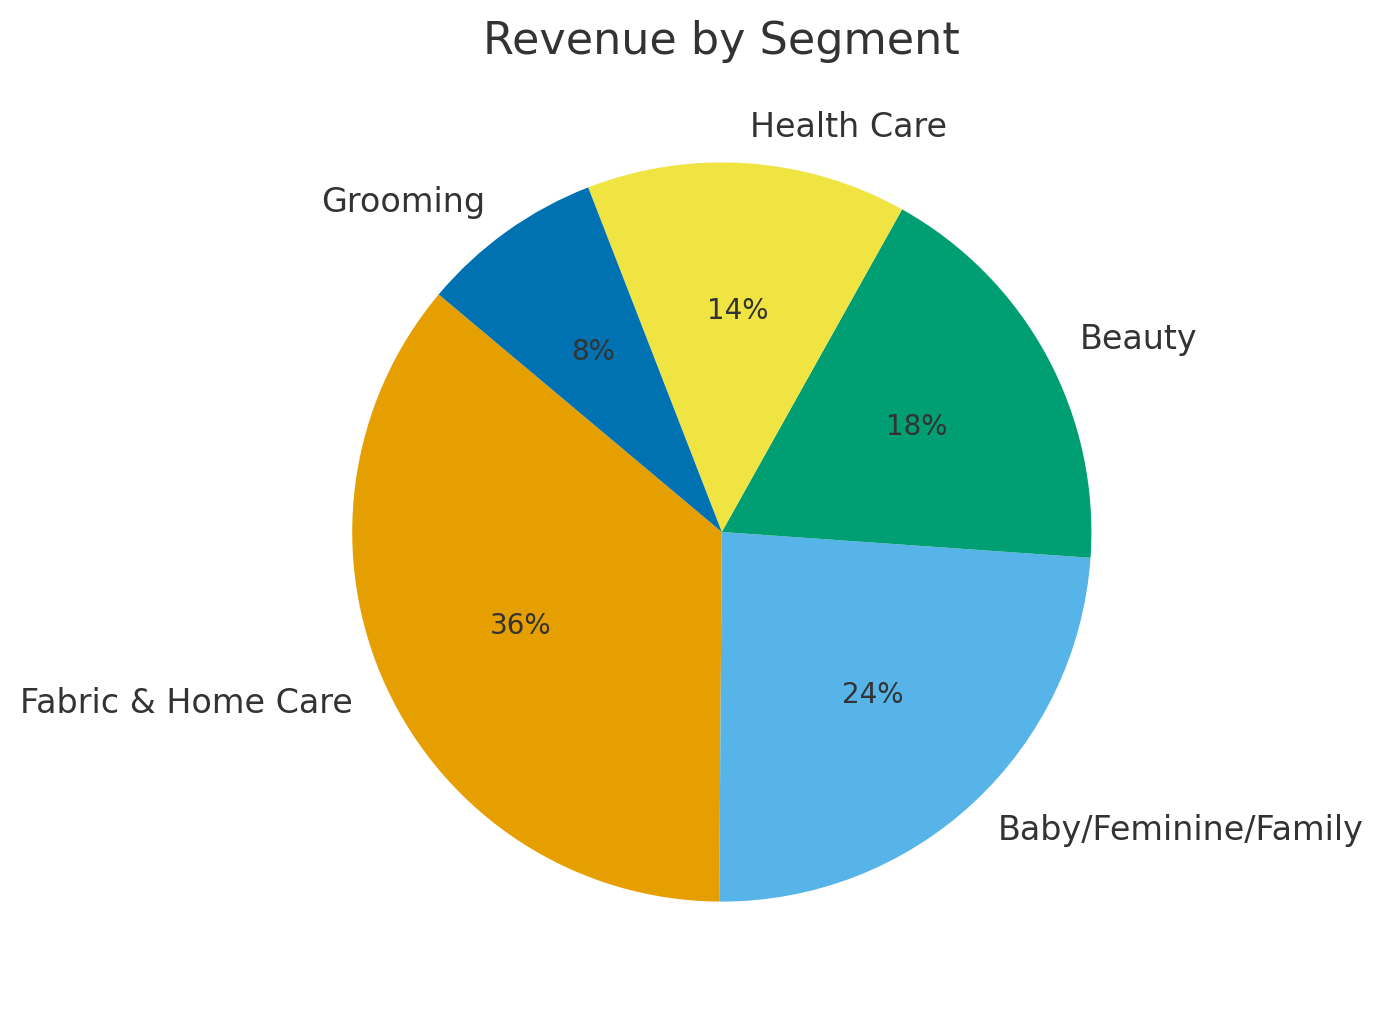 Revenue by Segment
Health Care
Grooming
14%
Beauty
8%
18%
36%
Fabric & Home Care
24%
Baby/Feminine/Family